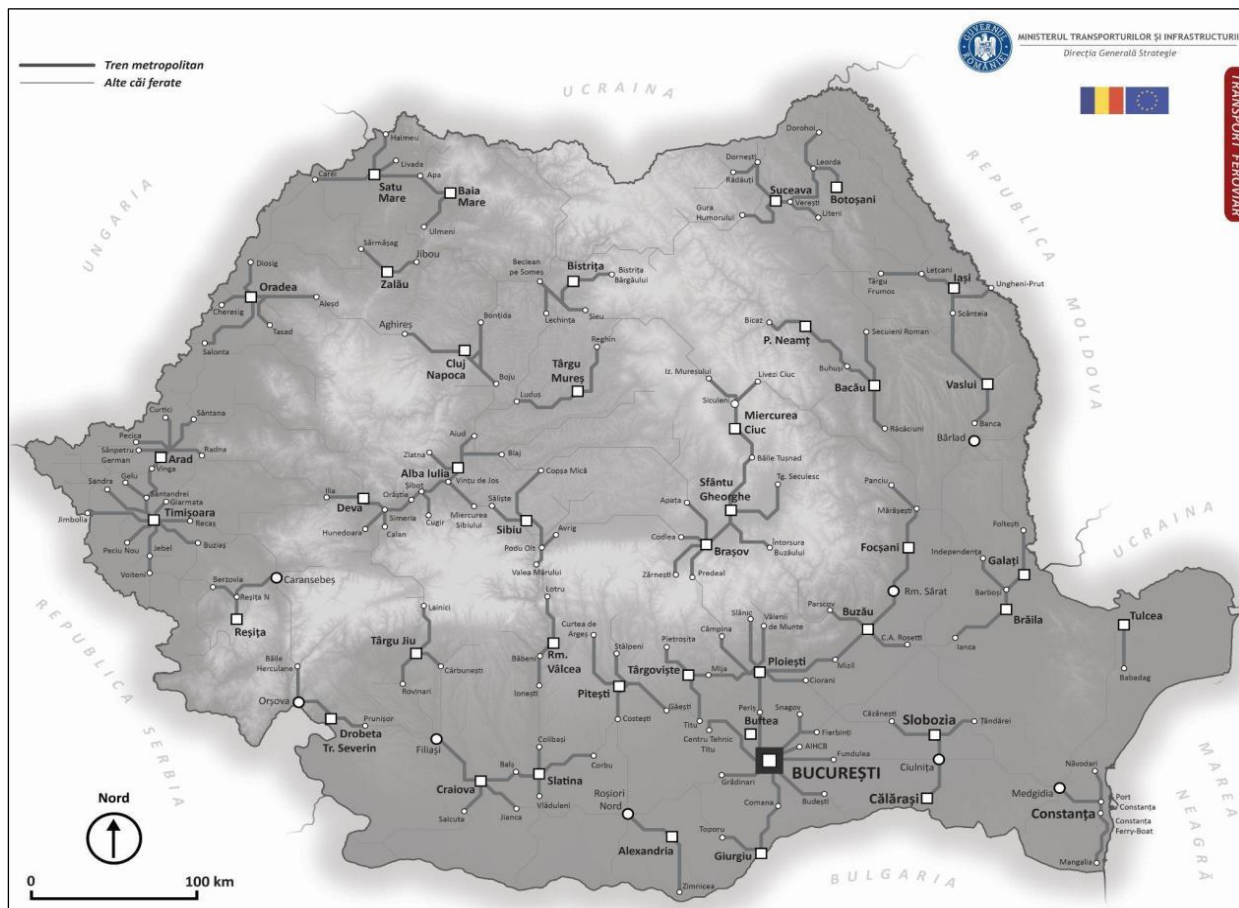 Tren metropolitan
Alte căi ferate
GUVERNUL ROMÂNIEI
MINISTERUL TRANSPORTURILOR ȘI INFRASTRUCTURII
Direcția Generală Strategie
TRANSPORT FEROVIAR
UCRAINA
UNGARIA
REPUBLICA MOLDOVA
UCRAINA
REPUBLICA SERBIA
BULGARIA
MAREA NEAGRĂ
Halmeu
Livada
Carei
Apa
Satu
Mare
Baia
Mare
Ulmeni
Sărmășag
Jibou
Zalău
Dorohoi
Dornești
Leorda
Rădăuți
Suceava
Botoșani
Verești
Gura
Humorului
Liteni
Diosig
Oradea
Cheresig
Aleșd
Tasad
Salonta
Beclean
pe Someș
Bistrița
Bistrița
Bârgăului
Lechința
Sieu
Aghireș
Bonțida
Cluj
Napoca
Boju
Reghin
Târgu
Mureș
Luduș
Târgu
Frumos
Lețcani
Iași
Ungheni-Prut
Scânteia
Bicaz
P. Neamț
Secuieni Roman
Buhuși
Bacău
Răcăciuni
Vaslui
Banca
Bârlad
Iz. Mureșului
Livezi Ciuc
Siculeni
Miercurea
Ciuc
Băile Tușnad
Sfântu
Gheorghe
Tg. Secuiesc
Apața
Codlea
Brașov
Întorsura
Buzăului
Zărnești
Predeal
Curtici
Sântana
Pecica
Sânpetru
German
Arad
Radna
Vinga
Gelu
Sandra
Santandrei
Giarmata
Jimbolia
Timișoara
Recaș
Peciu Nou
Jebel
Buziaș
Voiteni
Aiud
Zlatna
Blaj
Alba Iulia
Vințu de Jos
Șibot
Orăștie
Ilia
Deva
Simeria
Cugir
Miercurea
Sibiului
Hunedoara
Calan
Copșa Mică
Săliște
Sibiu
Avrig
Podu Olt
Valea Mărului
Panciu
Mărășești
Focșani
Rm. Sărat
Foltești
Independența
Galați
Barboși
Brăila
Ianca
Tulcea
Babadag
Berzovia
Caransebeș
Reșița N
Reșița
Băile
Herculane
Orșova
Prunișor
Drobeta
Tr. Severin
Lainici
Târgu Jiu
Cărbunești
Rovinari
Lotru
Rm.
Vâlcea
Băbeni
Ionești
Curtea de
Argeș
Stâlpeni
Pitești
Găești
Costești
Pietroșita
Târgoviște
Mija
Titu
Câmpina
Slănic
Vălenii
de Munte
Ploiești
Ciorani
Parscov
Buzău
C.A. Rosetti
Mizil
Periș
Snagov
Buftea
Centru Tehnic
Titu
Fierbinți
AIHCB
Fundulea
BUCUREȘTI
Grădinari
Budești
Comana
Toporu
Giurgiu
Filiași
Craiova
Balș
Salcuta
Jianca
Colibași
Corbu
Slatina
Vlăduleni
Roșiori
Nord
Alexandria
Zimnicea
Căzănești
Slobozia
Țăndărei
Ciulnița
Călărași
Medgidia
Năvodari
Port
Constanța
Constanța
Constanța
Ferry-Boat
Mangalia
Nord
0
100 km